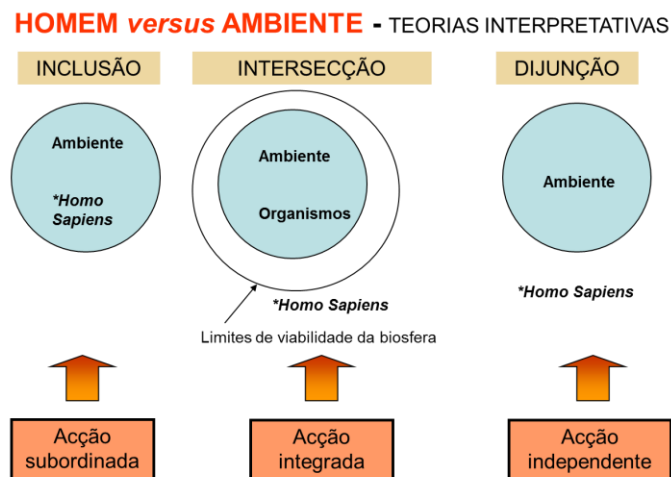 HOMEM versus AMBIENTE - TEORIAS INTERPRETATIVAS
INCLUSÃO
INTERSECÇÃO
DIJUNÇÃO
Ambiente
*Homo
Sapiens
Ambiente
Organismos
*Homo Sapiens
Limites de viabilidade da biosfera
Ambiente
*Homo Sapiens
Acção
subordinada
Acção
integrada
Acção
independente